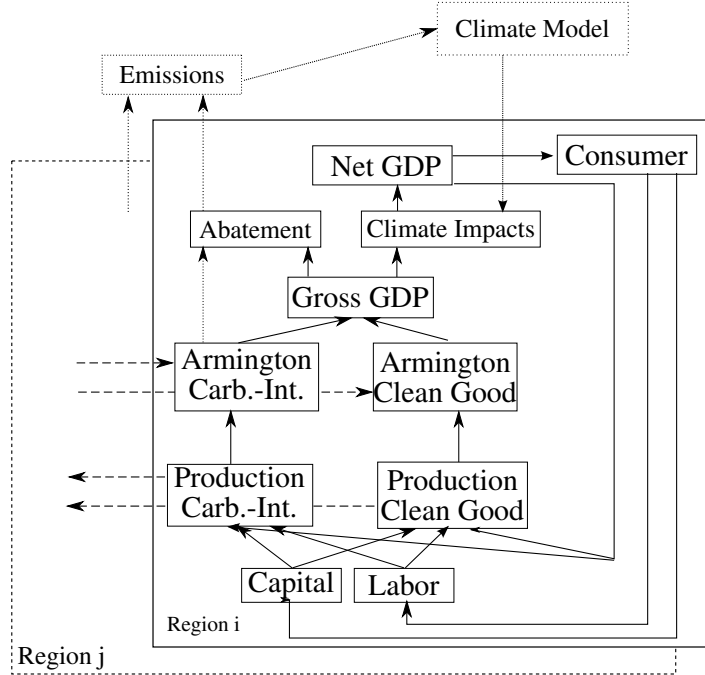 Climate Model
Emissions
Net GDP
Consumer
Abatement
Climate Impacts
Gross GDP
Armington
Carb.-Int.
Armington
Clean Good
Production
Carb.-Int.
Production
Clean Good
Capital
Labor
Region i
Region j